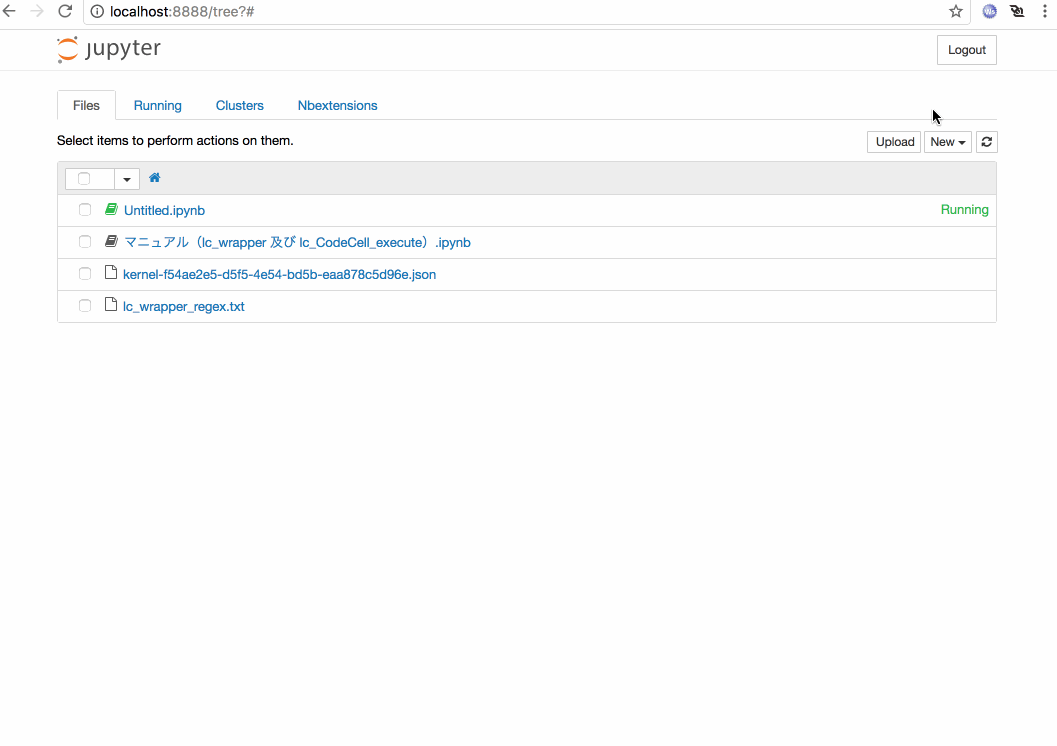 localhost:8888/tree?#
jupyter
Logout
Files Running Clusters Nbextensions
Select items to perform actions on them.
Upload New
Untitled.ipynb Running
マニュアル（lc_wrapper 及び lc_CodeCell_execute）.ipynb
kernel-f54ae2e5-d5f5-4e54-bd5b-eaa878c5d96e.json
lc_wrapper_regex.txt